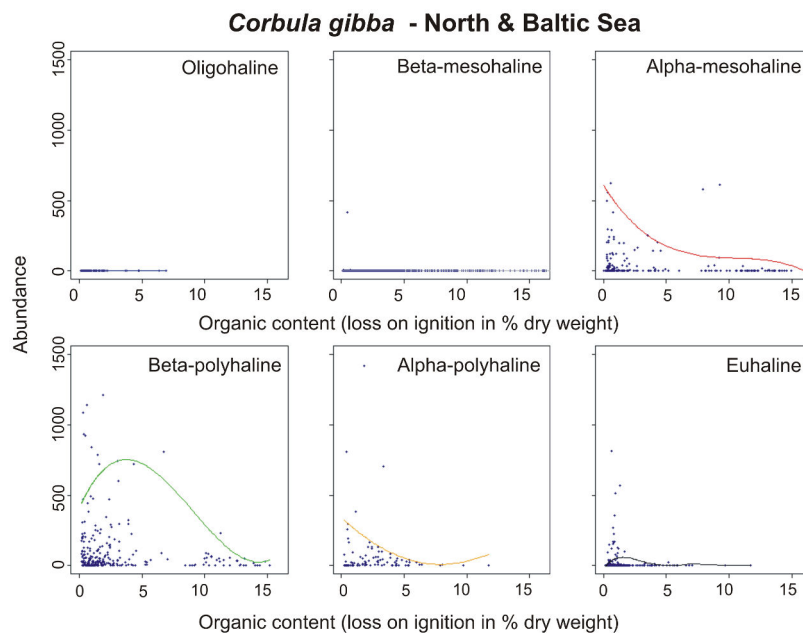 Corbula gibba - North & Baltic Sea
Oligohaline
Beta-mesohaline
Alpha-mesohaline
1500
1000
500
0
0 5 10 15
0 5 10 15
0 5 10 15
Abundance
Organic content (loss on ignition in % dry weight)
Beta-polyhaline
Alpha-polyhaline
Euhaline
1500
1000
500
0
0 5 10 15
0 5 10 15
0 5 10 15
Organic content (loss on ignition in % dry weight)